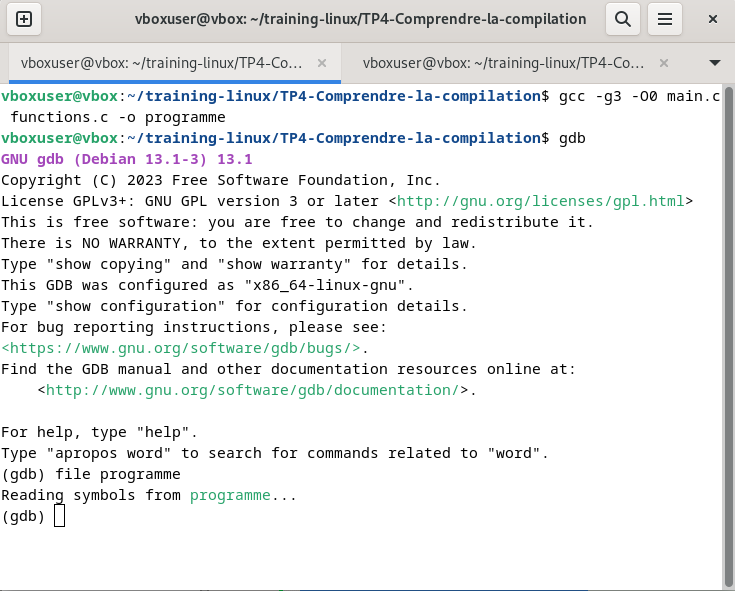 vboxuser@vbox: ~/training-linux/TP4-Comprendre-la-compilation
vboxuser@vbox: ~/training-linux/TP4-Co...
vboxuser@vbox: ~/training-linux/TP4-Co...
vboxuser@vbox:~/training-linux/TP4-Comprendre-la-compilation$ gcc -g3 -O0 main.c
functions.c -o programme
vboxuser@vbox:~/training-linux/TP4-Comprendre-la-compilation$ gdb
GNU gdb (Debian 13.1-3) 13.1
Copyright (C) 2023 Free Software Foundation, Inc.
License GPLv3+: GNU GPL version 3 or later <http://gnu.org/licenses/gpl.html>
This is free software: you are free to change and redistribute it.
There is NO WARRANTY, to the extent permitted by law.
Type "show copying" and "show warranty" for details.
This GDB was configured as "x86_64-linux-gnu".
Type "show configuration" for configuration details.
For bug reporting instructions, please see:
<https://www.gnu.org/software/gdb/bugs/>.
Find the GDB manual and other documentation resources online at:
<http://www.gnu.org/software/gdb/documentation/>.
For help, type "help".
Type "apropos word" to search for commands related to "word".
(gdb) file programme
Reading symbols from programme...
(gdb)